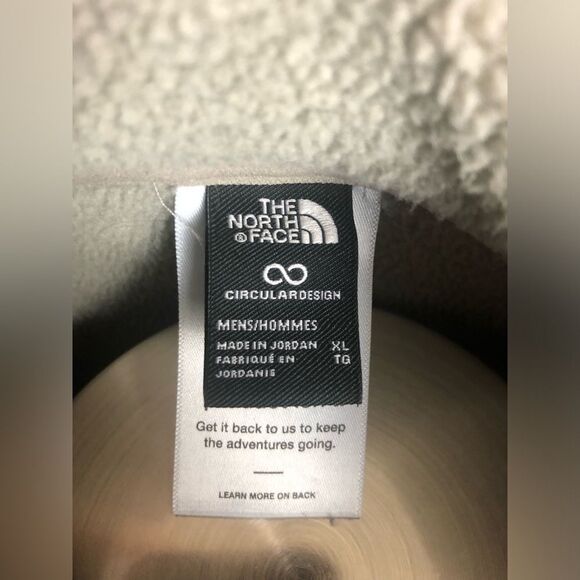 THE
NORTH
® FACE
CIRCULARDESIGN
MENS/HOMMES
MADE IN JORDAN XL
FABRIQUÉ EN TG
JORDANIE
Get it back to us to keep
the adventures going.
LEARN MORE ON BACK